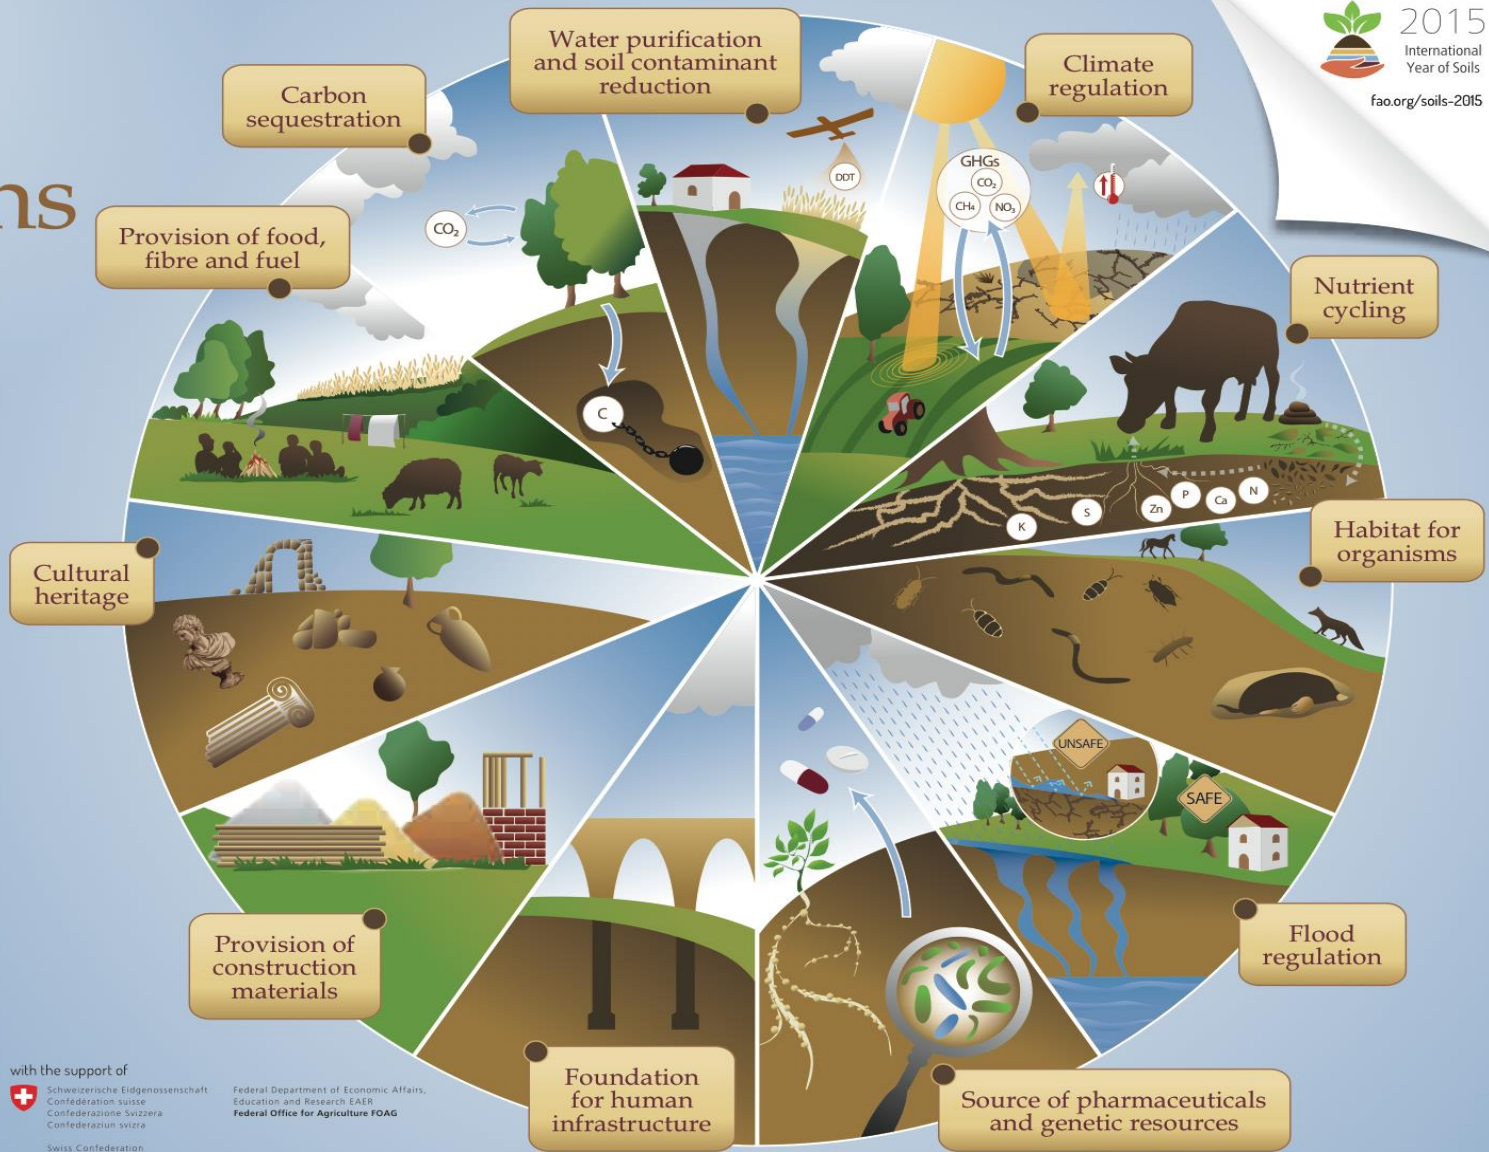 ns
2015
International
Year of Soils
fao.org/soils-2015
Water purification
and soil contaminant
reduction
Climate
regulation
Carbon
sequestration
Provision of food,
fibre and fuel
Nutrient
cycling
Habitat for
organisms
Cultural
heritage
Provision of
construction
materials
Flood
regulation
Foundation
for human
infrastructure
Source of pharmaceuticals
and genetic resources
DDT
GHGs
CO₂
CH₄
NO₃
CO₂
C
K
S
Zn
P
Ca
N
UNSAFE
SAFE
with the support of
Schweizerische Eidgenossenschaft
Confédération suisse
Confederazione Svizzera
Confederaziun svizra
Swiss Confederation
Federal Department of Economic Affairs,
Education and Research EAER
Federal Office for Agriculture FOAG